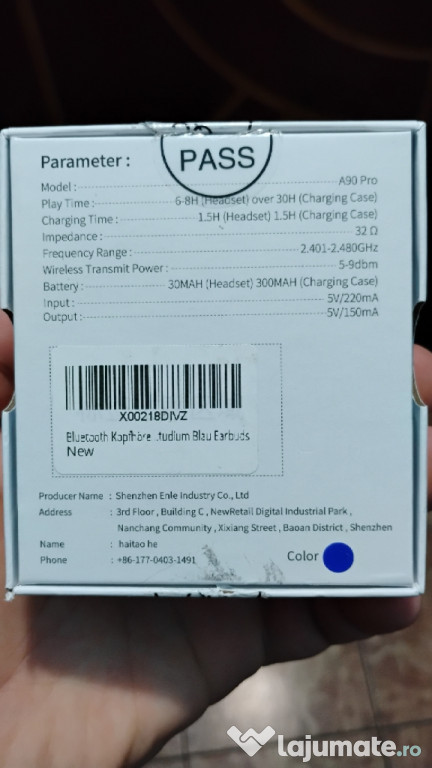 PASS
Parameter :
Model : A90 Pro
Play Time : 6-8H (Headset) over 30H (Charging Case)
Charging Time : 1.5H (Headset) 1.5H (Charging Case)
Impedance : 32 Ω
Frequency Range : 2.401-2.480GHz
Wireless Transmit Power : 5-9dbm
Battery : 30MAH (Headset) 300MAH (Charging Case)
Input : 5V/220mA
Output : 5V/150mA
X00218DIVZ
Bluetooth Kopfhöre Blau Earbuds
New
Producer Name : Shenzhen Enle Industry Co., Ltd
Address : 3rd Floor , Building C , NewRetail Digital Industrial Park ,
Nanchang Community , Xixiang Street , Baoan District , Shenzhen
Name : haitao he
Phone : +86-177-0403-1491
Color
lajumate.ro